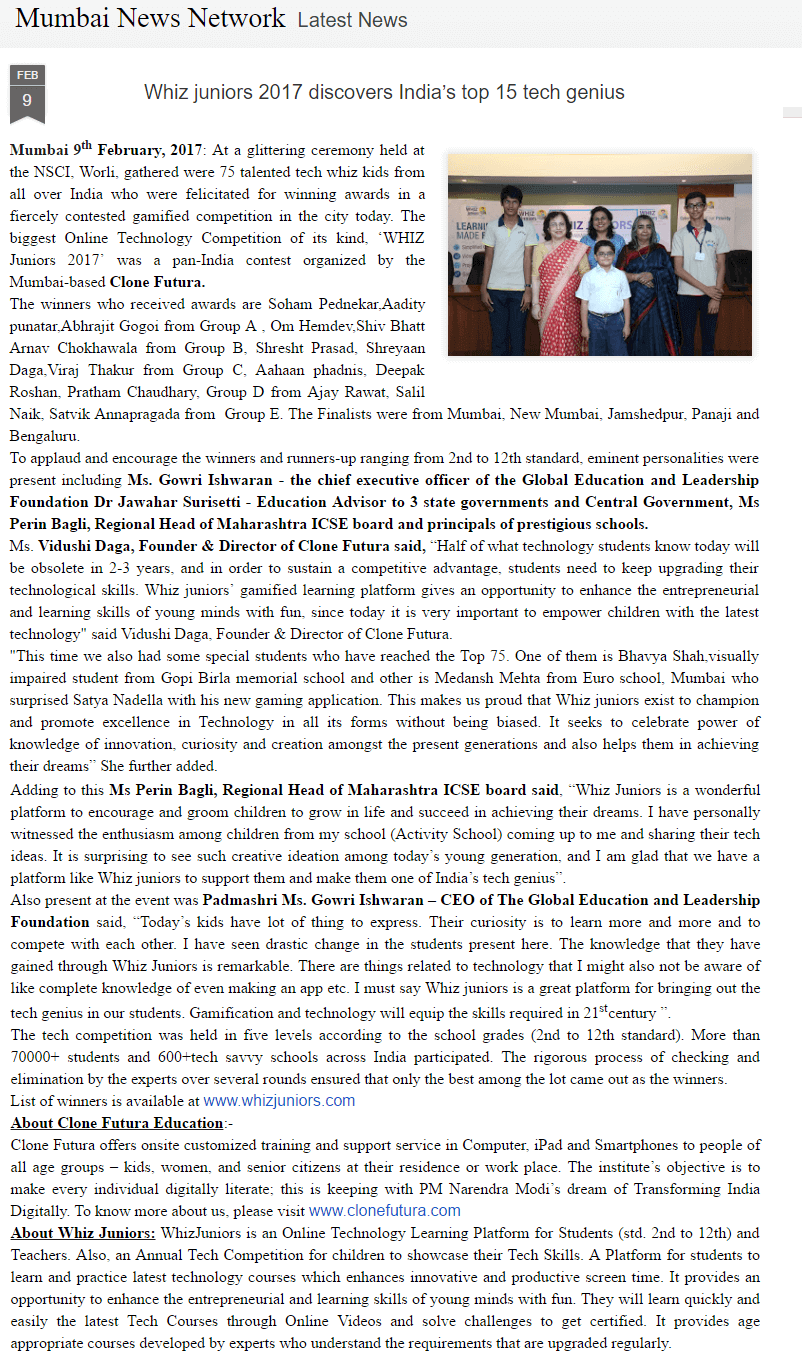 Mumbai News Network Latest News
FEB
9
Whiz juniors 2017 discovers India’s top 15 tech genius
Mumbai 9th February, 2017: At a glittering ceremony held at
the NSCI, Worli, gathered were 75 talented tech whiz kids from
all over India who were felicitated for winning awards in a
fiercely contested gamified competition in the city today. The
biggest Online Technology Competition of its kind, ‘WHIZ
Juniors 2017’ was a pan-India contest organized by the
Mumbai-based Clone Futura.
The winners who received awards are Soham Pednekar,Aadity
punatar,Abhrajit Gogoi from Group A , Om Hemdev,Shiv Bhatt
Arnav Chokhawala from Group B, Shresht Prasad, Shreyaan
Daga,Viraj Thakur from Group C, Aahaan phadnis, Deepak
Roshan, Pratham Chaudhary, Group D from Ajay Rawat, Salil
Naik, Satvik Annapragada from  Group E. The Finalists were from Mumbai, New Mumbai, Jamshedpur, Panaji and
Bengaluru.
To applaud and encourage the winners and runners-up ranging from 2nd to 12th standard, eminent personalities were
present including Ms. Gowri Ishwaran - the chief executive officer of the Global Education and Leadership
Foundation Dr Jawahar Surisetti - Education Advisor to 3 state governments and Central Government, Ms
Perin Bagli, Regional Head of Maharashtra ICSE board and principals of prestigious schools.
Ms. Vidushi Daga, Founder & Director of Clone Futura said, “Half of what technology students know today will
be obsolete in 2-3 years, and in order to sustain a competitive advantage, students need to keep upgrading their
technological skills. Whiz juniors’ gamified learning platform gives an opportunity to enhance the entrepreneurial
and learning skills of young minds with fun, since today it is very important to empower children with the latest
technology" said Vidushi Daga, Founder & Director of Clone Futura.
"This time we also had some special students who have reached the Top 75. One of them is Bhavya Shah,visually
impaired student from Gopi Birla memorial school and other is Medansh Mehta from Euro school, Mumbai who
surprised Satya Nadella with his new gaming application. This makes us proud that Whiz juniors exist to champion
and promote excellence in Technology in all its forms without being biased. It seeks to celebrate power of
knowledge of innovation, curiosity and creation amongst the present generations and also helps them in achieving
their dreams” She further added.
Adding to this Ms Perin Bagli, Regional Head of Maharashtra ICSE board said, “Whiz Juniors is a wonderful
platform to encourage and groom children to grow in life and succeed in achieving their dreams. I have personally
witnessed the enthusiasm among children from my school (Activity School) coming up to me and sharing their tech
ideas. It is surprising to see such creative ideation among today’s young generation, and I am glad that we have a
platform like Whiz juniors to support them and make them one of India’s tech genius”.
Also present at the event was Padmashri Ms. Gowri Ishwaran – CEO of The Global Education and Leadership
Foundation said, “Today’s kids have lot of thing to express. Their curiosity is to learn more and more and to
compete with each other. I have seen drastic change in the students present here. The knowledge that they have
gained through Whiz Juniors is remarkable. There are things related to technology that I might also not be aware of
like complete knowledge of even making an app etc. I must say Whiz juniors is a great platform for bringing out the
tech genius in our students. Gamification and technology will equip the skills required in 21st century ”.
The tech competition was held in five levels according to the school grades (2nd to 12th standard). More than
70000+ students and 600+tech savvy schools across India participated. The rigorous process of checking and
elimination by the experts over several rounds ensured that only the best among the lot came out as the winners.
List of winners is available at www.whizjuniors.com
About Clone Futura Education:-
Clone Futura offers onsite customized training and support service in Computer, iPad and Smartphones to people of
all age groups – kids, women, and senior citizens at their residence or work place. The institute’s objective is to
make every individual digitally literate; this is keeping with PM Narendra Modi’s dream of Transforming India
Digitally. To know more about us, please visit www.clonefutura.com
About Whiz Juniors: WhizJuniors is an Online Technology Learning Platform for Students (std. 2nd to 12th) and
Teachers. Also, an Annual Tech Competition for children to showcase their Tech Skills. A Platform for students to
learn and practice latest technology courses which enhances innovative and productive screen time. It provides an
opportunity to enhance the entrepreneurial and learning skills of young minds with fun. They will learn quickly and
easily the latest Tech Courses through Online Videos and solve challenges to get certified. It provides age
appropriate courses developed by experts who understand the requirements that are upgraded regularly.